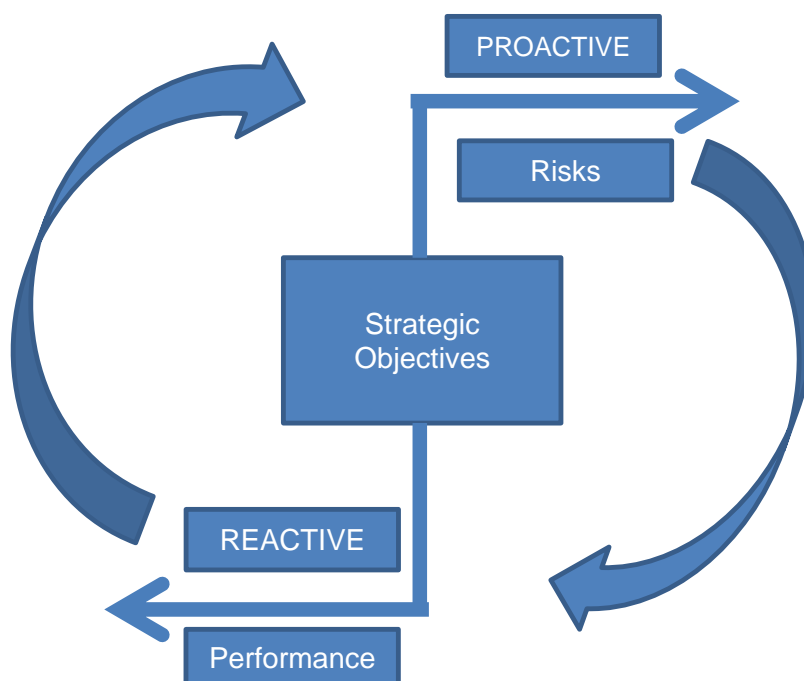 PROACTIVE
Risks
Strategic
Objectives
REACTIVE
Performance